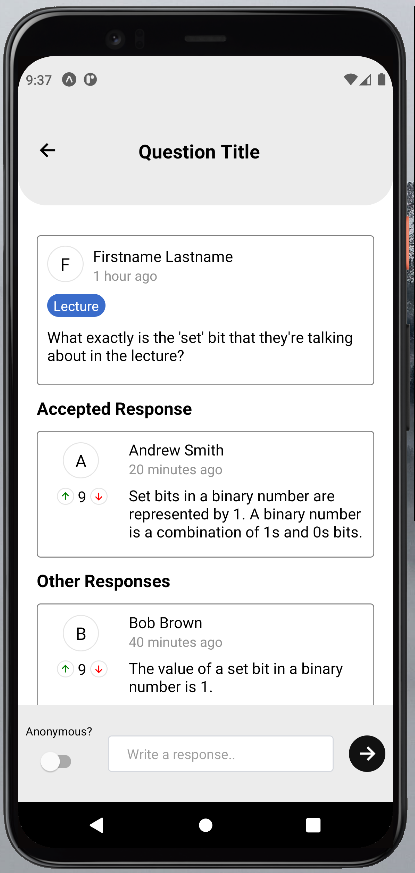 9:37
Question Title
F
Firstname Lastname
1 hour ago
Lecture
What exactly is the 'set' bit that they're talking
about in the lecture?
Accepted Response
A
Andrew Smith
20 minutes ago
9
Set bits in a binary number are
represented by 1. A binary number
is a combination of 1s and 0s bits.
Other Responses
B
Bob Brown
40 minutes ago
9
The value of a set bit in a binary
number is 1.
Anonymous?
Write a response..